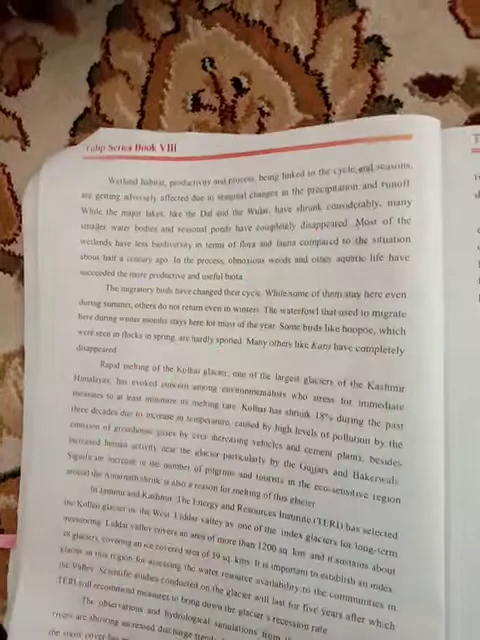 Tulip Series Book VIII
Wetland habitat, productivity and process, being linked to the cycle and seasons,
are getting adversely affected due to seasonal changes in the precipitation and runoff
While the major lakes, like the Dal and the Wular, have shrunk considerably, many
smaller water bodies and seasonal ponds have completely disappeared. Most of the
wetlands have less biodiversity in terms of flora and fauna compared to the situation
about half a century ago. In the process, obnoxious weeds and other aquatic life have
succeeded the more productive and useful biota.
The migratory birds have changed their cycle. While some of them stay here even
during summer, others do not return even in winters. The waterfowl that used to migrate
here during winter months stays here for most of the year. Some birds like hoopoe, which
were seen in flocks in spring, are hardly spotted. Many others like Katij have completely
disappeared.
Rapid melting of the Kolhai glacier, one of the largest glaciers of the Kashmir
Himalayas, has evoked concern among environmentalists who stress for immediate
measures to at least minimize its melting rate. Kolhai has shrunk 18% during the past
three decades due to increase in temperature, caused by high levels of pollution by the
emission of greenhouse gases by ever increasing vehicles and cement plants, besides
increased human activity near the glacier particularly by the Gujjars and Bakerwals.
Significant increase in the number of pilgrims and tourists in the eco-sensitive region
around the Amarnath shrine is also a reason for melting of this glacier.
In Jammu and Kashmir, The Energy and Resources Institute (TERI) has selected
the Kolhai glacier in the West Liddar valley as one of the index glaciers for long-term
monitoring. Liddar valley covers an area of more than 1200 sq. km and it sustains about
glaciers, covering an ice covered area of 39 sq. kms. It is important to establish an index
glacier in this region for assessing the water resource availability to the communities in
the Valley. Scientific studies conducted on the glacier will last for five years after which
TERI will recommend measures to bring down the glacier's recession rate.
The observations and hydrological simulations from
rivers are showing increased discharge
the snow cover has